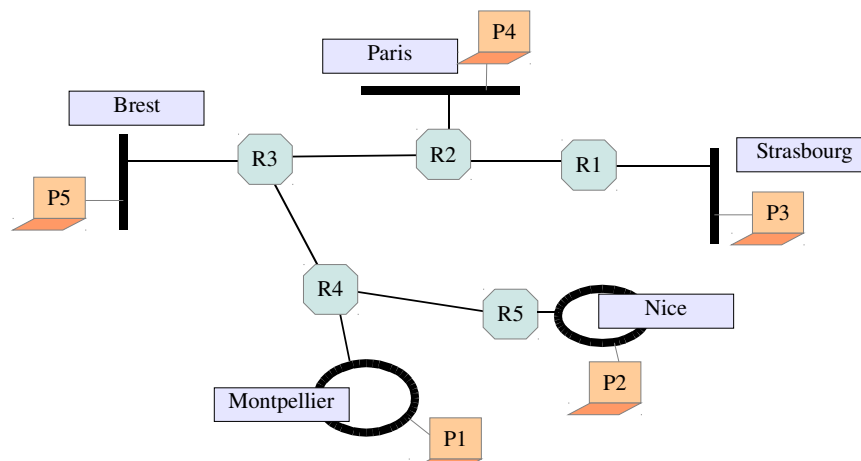 P4
Paris
Brest
R3
R2
R1
Strasbourg
P5
P3
R4
R5
Nice
P2
Montpellier
P1